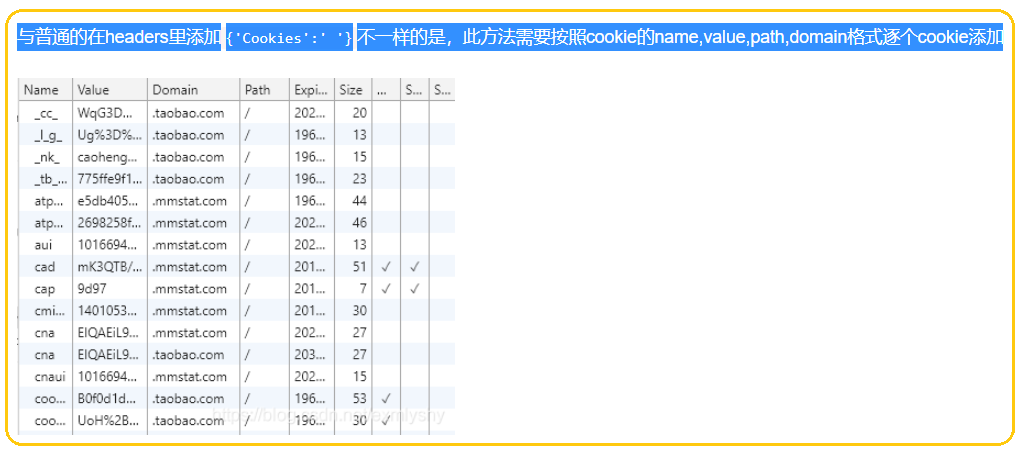 与普通的在headers里添加 {'Cookies':' '} 不一样的是，此方法需要按照cookie的name,value,path,domain格式逐个cookie添加
Name Value Domain Path Expi... Size ... S... S...
_cc_ WqG3D... .taobao.com / 202... 20
_l_g_ Ug%3D%... .taobao.com / 196... 13
_nk_ caoheng... .taobao.com / 196... 15
_tb_... 775ffe9f1... .taobao.com / 196... 23
atp... e5db405... .mmstat.com / 196... 44
atp... 2698258f... .mmstat.com / 202... 46
aui 1016694... .mmstat.com / 202... 13
cad mK3QTB/... .mmstat.com / 201... 51 ✓ ✓
cap 9d97 .mmstat.com / 201... 7 ✓ ✓
cmi... 1401053... .mmstat.com / 201... 30
cna EIQAEiL9... .mmstat.com / 202... 27
cna EIQAEiL9... .taobao.com / 203... 27
cnaui 1016694... .mmstat.com / 202... 15
coo... B0f0d1d... .taobao.com / 196... 53 ✓
coo... UoH%2B... .taobao.com / 196... 30 ✓